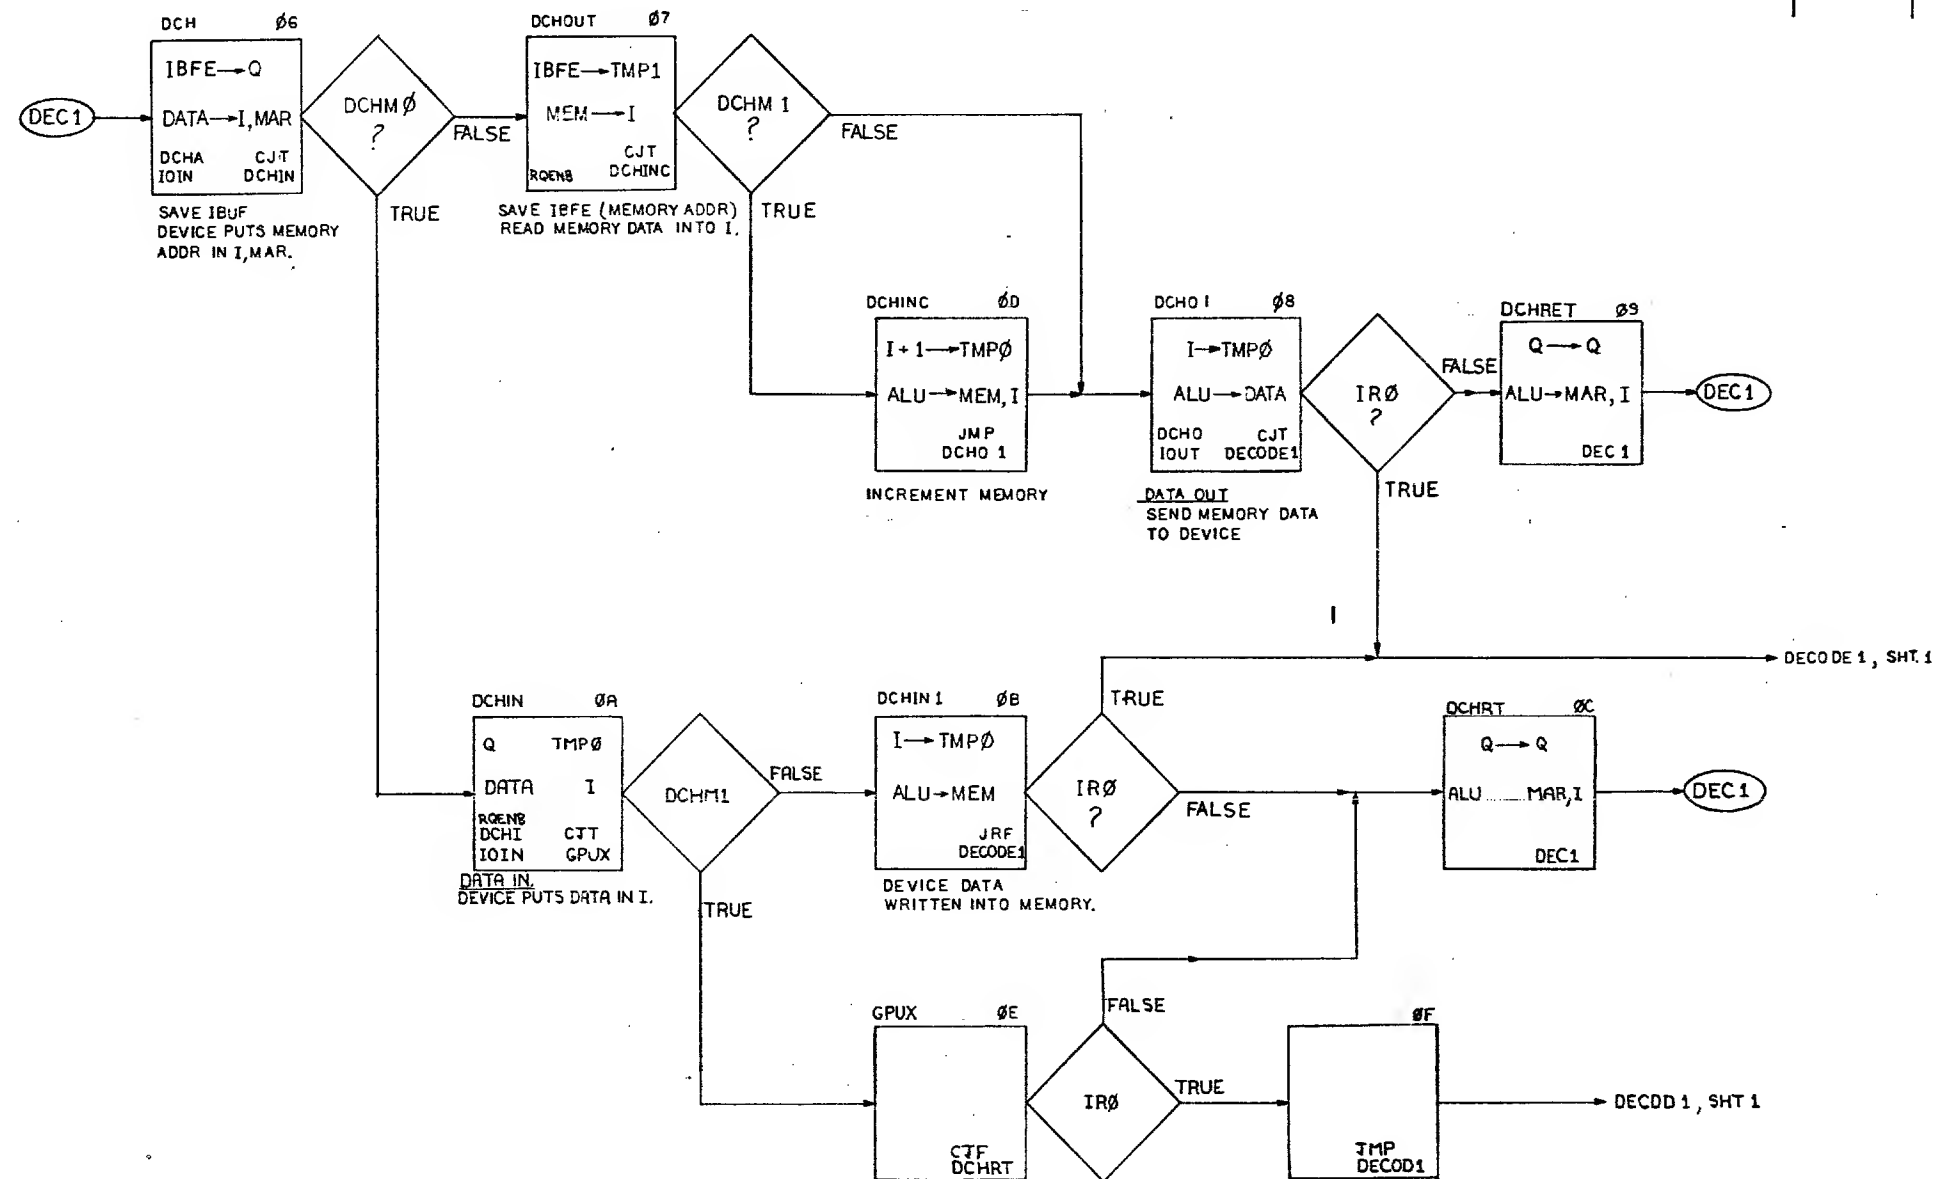 DCH Ø6
IBFE→Q
DATA→I,MAR
DCHA CJT
IOIN DCHIN
SAVE IBUF
DEVICE PUTS MEMORY
ADDR IN I,MAR.
DEC1
DCHMØ
?
FALSE
TRUE
DCHOUT Ø7
IBFE→TMP1
MEM→I
CJT
RQENB DCHINC
SAVE IBFE (MEMORY ADDR)
READ MEMORY DATA INTO I.
DCHM 1
?
FALSE
TRUE
DCHINC ØD
I+1→TMPØ
ALU→MEM,I
JMP
DCHO 1
INCREMENT MEMORY
DCHO 1 Ø8
I→TMPØ
ALU→DATA
DCHO CJT
IOUT DECODE1
DATA OUT
SEND MEMORY DATA
TO DEVICE
IRØ
?
FALSE
TRUE
DCHRET Ø9
Q→Q
ALU→MAR, I
DEC 1
DEC1
DECODE 1, SHT. 1
DCHIN ØA
Q TMPØ
DATA I
RQENB
DCHI CJT
IOIN GPUX
DATA IN.
DEVICE PUTS DATA IN I.
DCHM1
FALSE
TRUE
DCHIN 1 ØB
I→TMPØ
ALU→MEM
JRF
DECODE1
DEVICE DATA
WRITTEN INTO MEMORY.
IRØ
?
TRUE
FALSE
DCHRT ØC
Q→Q
ALU MAR,I
DEC1
DEC1
GPUX ØE
CJF
DCHRT
IRØ
FALSE
TRUE
ØF
JMP
DECOD1
DECOD 1, SHT 1